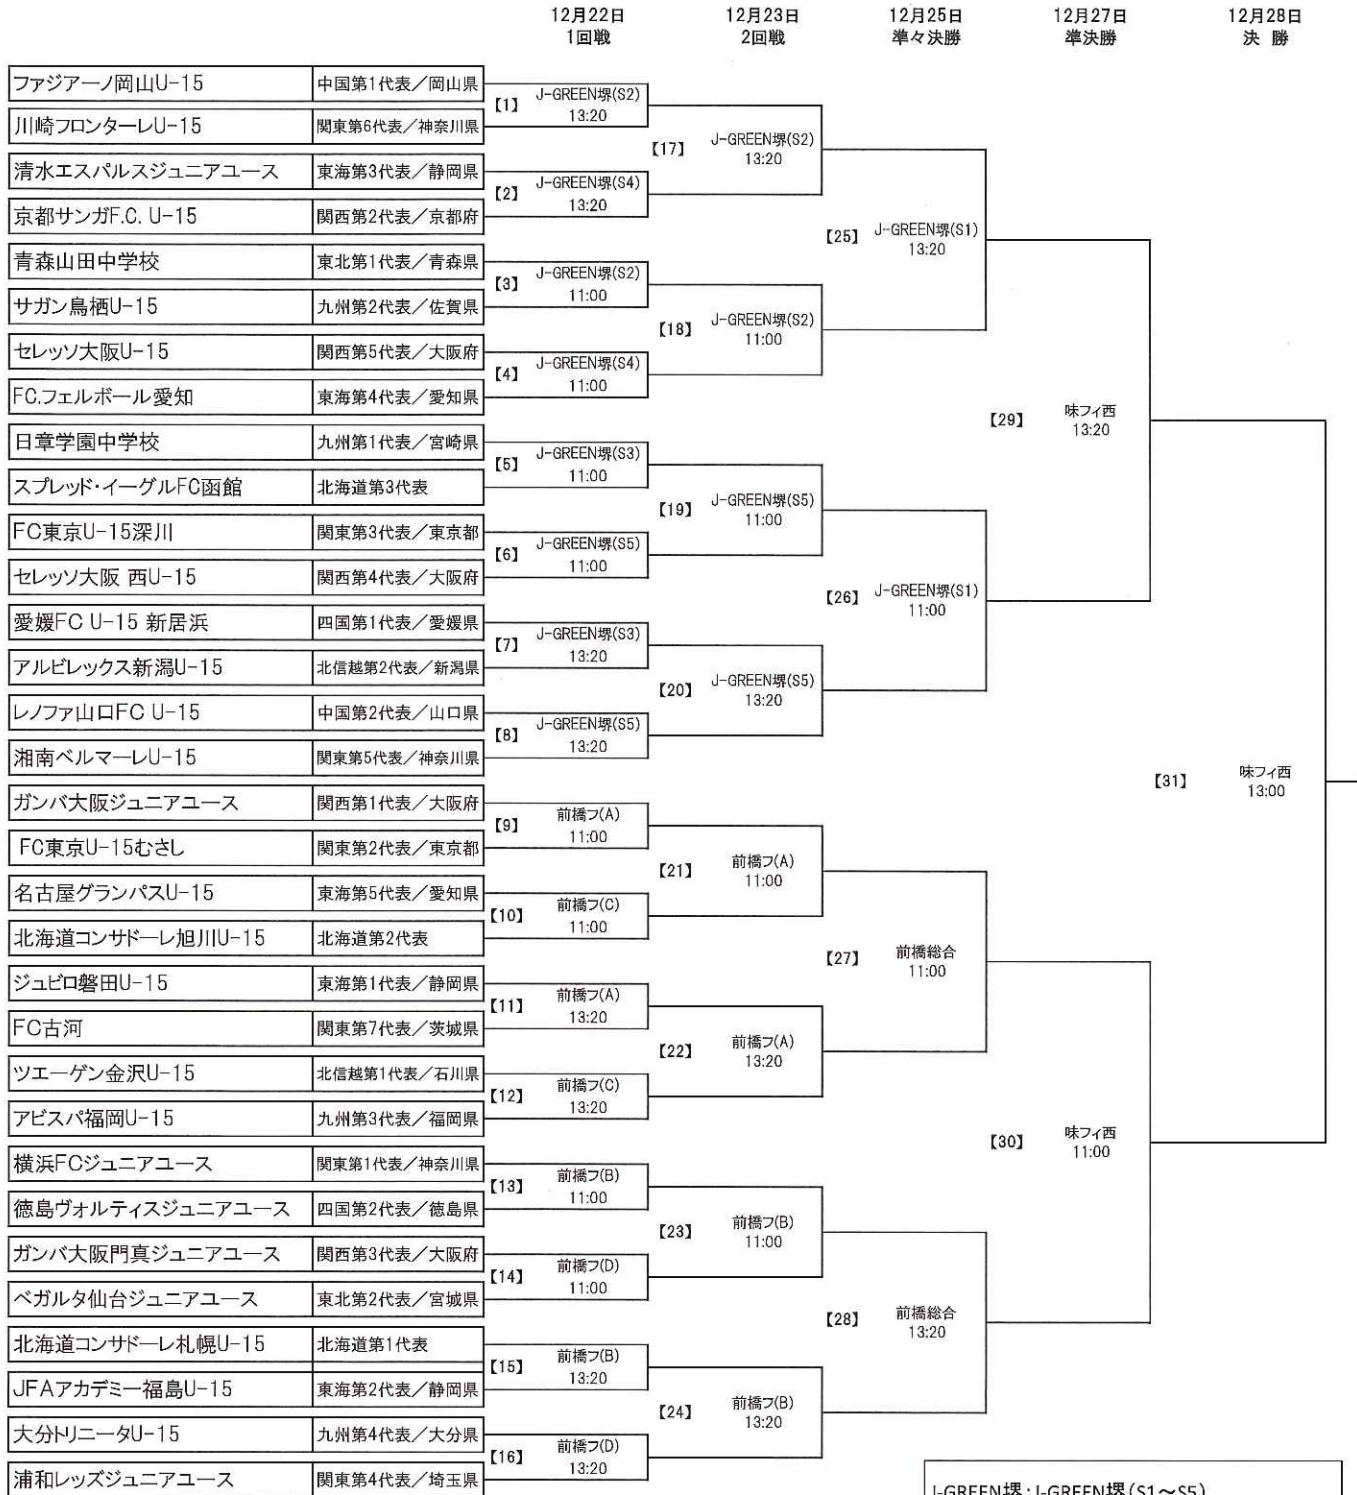 12月22日 12月23日 12月25日 12月27日 12月28日
1回戦 2回戦 準々決勝 準決勝 決 勝
ファジアーノ岡山U-15 中国第1代表／岡山県
【1】 J-GREEN堺(S2)
13:20
川崎フロンターレU-15 関東第6代表／神奈川県
【17】 J-GREEN堺(S2)
13:20
清水エスパルスジュニアユース 東海第3代表／静岡県
【2】 J-GREEN堺(S4)
13:20
京都サンガF.C. U-15 関西第2代表／京都府
【25】 J-GREEN堺(S1)
13:20
青森山田中学校 東北第1代表／青森県
【3】 J-GREEN堺(S2)
11:00
サガン鳥栖U-15 九州第2代表／佐賀県
【18】 J-GREEN堺(S2)
11:00
セレッソ大阪U-15 関西第5代表／大阪府
【4】 J-GREEN堺(S4)
11:00
FC.フェルボール愛知 東海第4代表／愛知県
【29】 味フィ西
13:20
日章学園中学校 九州第1代表／宮崎県
【5】 J-GREEN堺(S3)
11:00
スプレッド・イーグルFC函館 北海道第3代表
【19】 J-GREEN堺(S5)
11:00
FC東京U-15深川 関東第3代表／東京都
【6】 J-GREEN堺(S5)
11:00
セレッソ大阪 西U-15 関西第4代表／大阪府
【26】 J-GREEN堺(S1)
11:00
愛媛FC U-15 新居浜 四国第1代表／愛媛県
【7】 J-GREEN堺(S3)
13:20
アルビレックス新潟U-15 北信越第2代表／新潟県
【20】 J-GREEN堺(S5)
13:20
レノファ山口FC U-15 中国第2代表／山口県
【8】 J-GREEN堺(S5)
13:20
湘南ベルマーレU-15 関東第5代表／神奈川県
【31】 味フィ西
13:00
ガンバ大阪ジュニアユース 関西第1代表／大阪府
【9】 前橋フ(A)
11:00
FC東京U-15むさし 関東第2代表／東京都
【21】 前橋フ(A)
11:00
名古屋グランパスU-15 東海第5代表／愛知県
【10】 前橋フ(C)
11:00
北海道コンサドーレ旭川U-15 北海道第2代表
【27】 前橋総合
11:00
ジュビロ磐田U-15 東海第1代表／静岡県
【11】 前橋フ(A)
13:20
FC古河 関東第7代表／茨城県
【22】 前橋フ(A)
13:20
ツエーゲン金沢U-15 北信越第1代表／石川県
【12】 前橋フ(C)
13:20
アビスパ福岡U-15 九州第3代表／福岡県
【30】 味フィ西
11:00
横浜FCジュニアユース 関東第1代表／神奈川県
【13】 前橋フ(B)
11:00
徳島ヴォルティスジュニアユース 四国第2代表／徳島県
【23】 前橋フ(B)
11:00
ガンバ大阪門真ジュニアユース 関西第3代表／大阪府
【14】 前橋フ(D)
11:00
ベガルタ仙台ジュニアユース 東北第2代表／宮城県
【28】 前橋総合
13:20
北海道コンサドーレ札幌U-15 北海道第1代表
【15】 前橋フ(B)
13:20
JFAアカデミー福島U-15 東海第2代表／静岡県
【24】 前橋フ(B)
13:20
大分トリニータU-15 九州第4代表／大分県
【16】 前橋フ(D)
13:20
浦和レッズジュニアユース 関東第4代表／埼玉県
J-GREEN堺：J-GREEN堺（S1～S5）